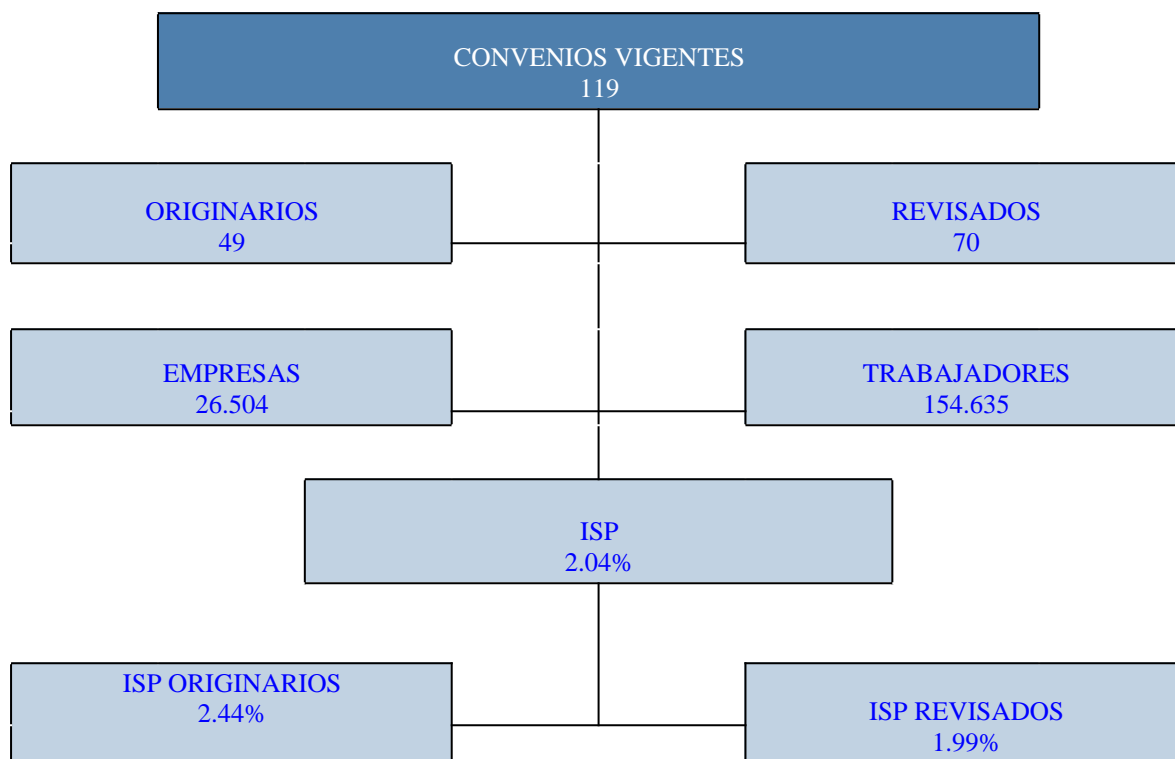 CONVENIOS VIGENTES
119
ORIGINARIOS
49
REVISADOS
70
EMPRESAS
26.504
TRABAJADORES
154.635
ISP
2.04%
ISP ORIGINARIOS
2.44%
ISP REVISADOS
1.99%